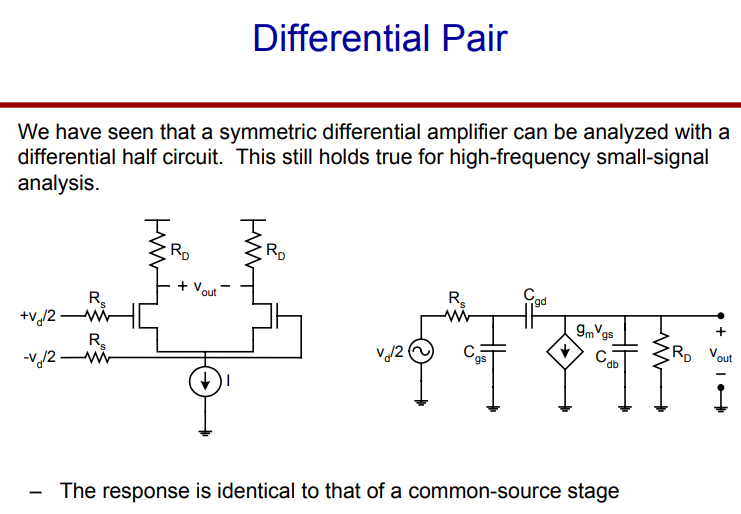 Differential Pair
We have seen that a symmetric differential amplifier can be analyzed with a
differential half circuit. This still holds true for high-frequency small-signal
analysis.
RD RD
+ Vout −
Rs
+vd/2
Rs
-vd/2
I
Rs Cgd
gmVgs
vd/2 Cgs Cdb RD
+
Vout
−
– The response is identical to that of a common-source stage